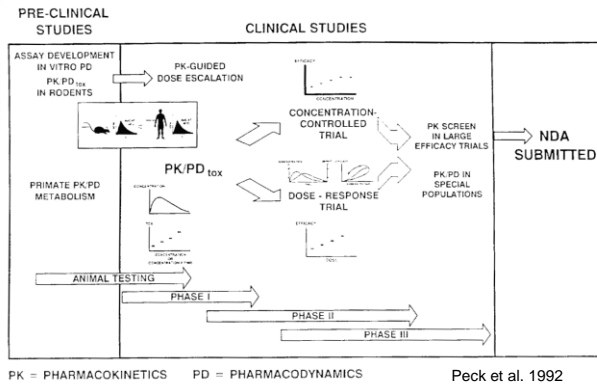 PRE-CLINICAL
STUDIES
CLINICAL STUDIES
ASSAY DEVELOPMENT
IN VITRO PD
PK/PD tox
IN RODENTS
PRIMATE PK/PD
METABOLISM
PK-GUIDED
DOSE ESCALATION
PK/PD tox
CONCENTRATION
TOX
CONCENTRATION
EFFICACY
CONCENTRATION
CONCENTRATION-
CONTROLLED
TRIAL
DOSE - RESPONSE
TRIAL
EFFICACY
DOSE
PK SCREEN
IN LARGE
EFFICACY TRIALS
PK/PD IN
SPECIAL
POPULATIONS
NDA
SUBMITTED
ANIMAL TESTING
PHASE I
PHASE II
PHASE III
PK = PHARMACOKINETICS PD = PHARMACODYNAMICS
Peck et al. 1992